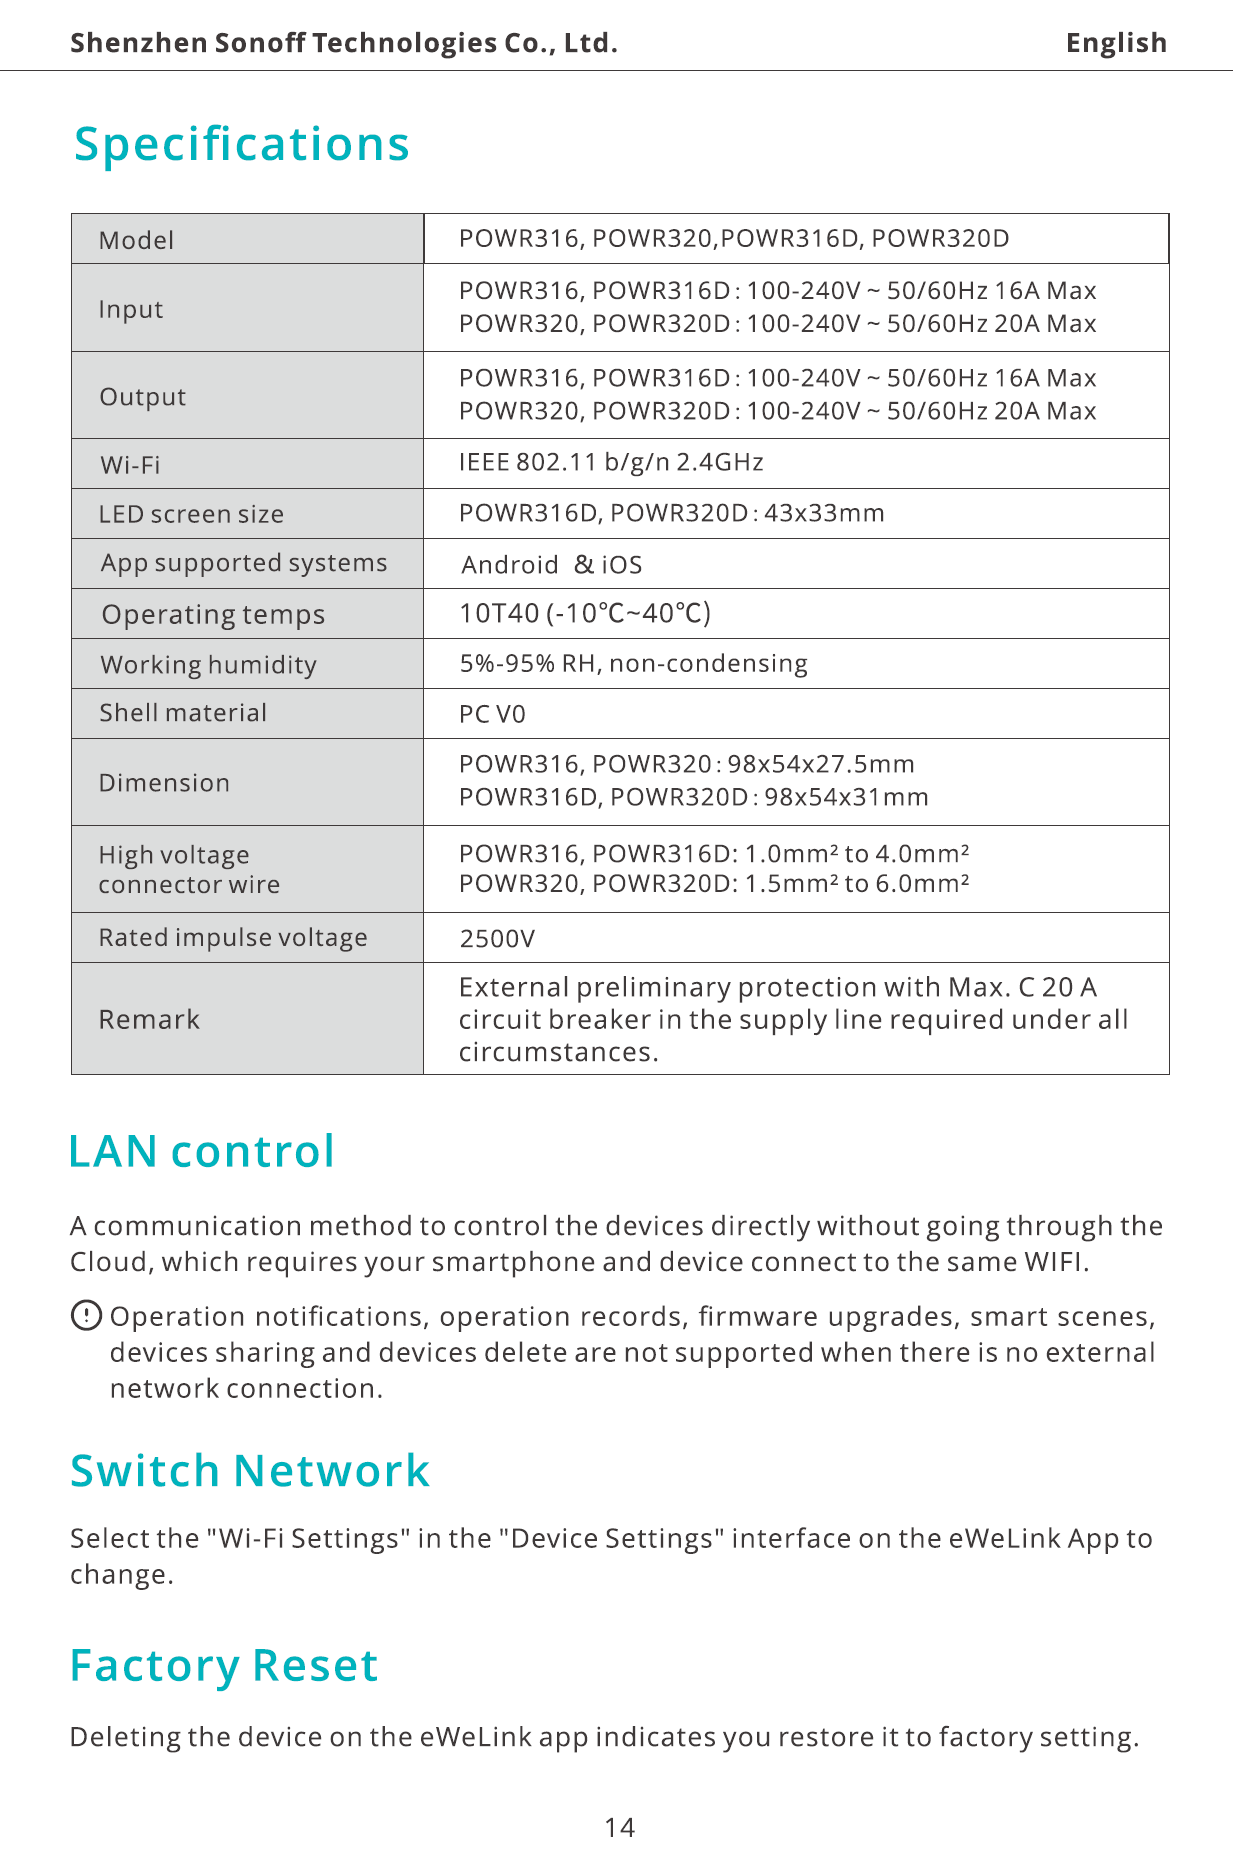 Shenzhen Sonoff Technologies Co., Ltd. English
Specifications
Model POWR316, POWR320,POWR316D, POWR320D
Input
POWR316, POWR316D : 100-240V ~ 50/60Hz 16A Max
POWR320, POWR320D : 100-240V ~ 50/60Hz 20A Max
Output
POWR316, POWR316D : 100-240V ~ 50/60Hz 16A Max
POWR320, POWR320D : 100-240V ~ 50/60Hz 20A Max
Wi-Fi IEEE 802.11 b/g/n 2.4GHz
LED screen size POWR316D, POWR320D : 43x33mm
App supported systems Android & iOS
Operating temps 10T40 (-10℃~40℃)
Working humidity 5%-95% RH, non-condensing
Shell material PC V0
Dimension
POWR316, POWR320 : 98x54x27.5mm
POWR316D, POWR320D : 98x54x31mm
High voltage
connector wire
POWR316, POWR316D: 1.0mm² to 4.0mm²
POWR320, POWR320D: 1.5mm² to 6.0mm²
Rated impulse voltage 2500V
Remark
External preliminary protection with Max. C 20 A
circuit breaker in the supply line required under all
circumstances.
LAN control
A communication method to control the devices directly without going through the
Cloud, which requires your smartphone and device connect to the same WIFI.
Operation notifications, operation records, firmware upgrades, smart scenes,
devices sharing and devices delete are not supported when there is no external
network connection.
Switch Network
Select the "Wi-Fi Settings" in the "Device Settings" interface on the eWeLink App to
change.
Factory Reset
Deleting the device on the eWeLink app indicates you restore it to factory setting.
14